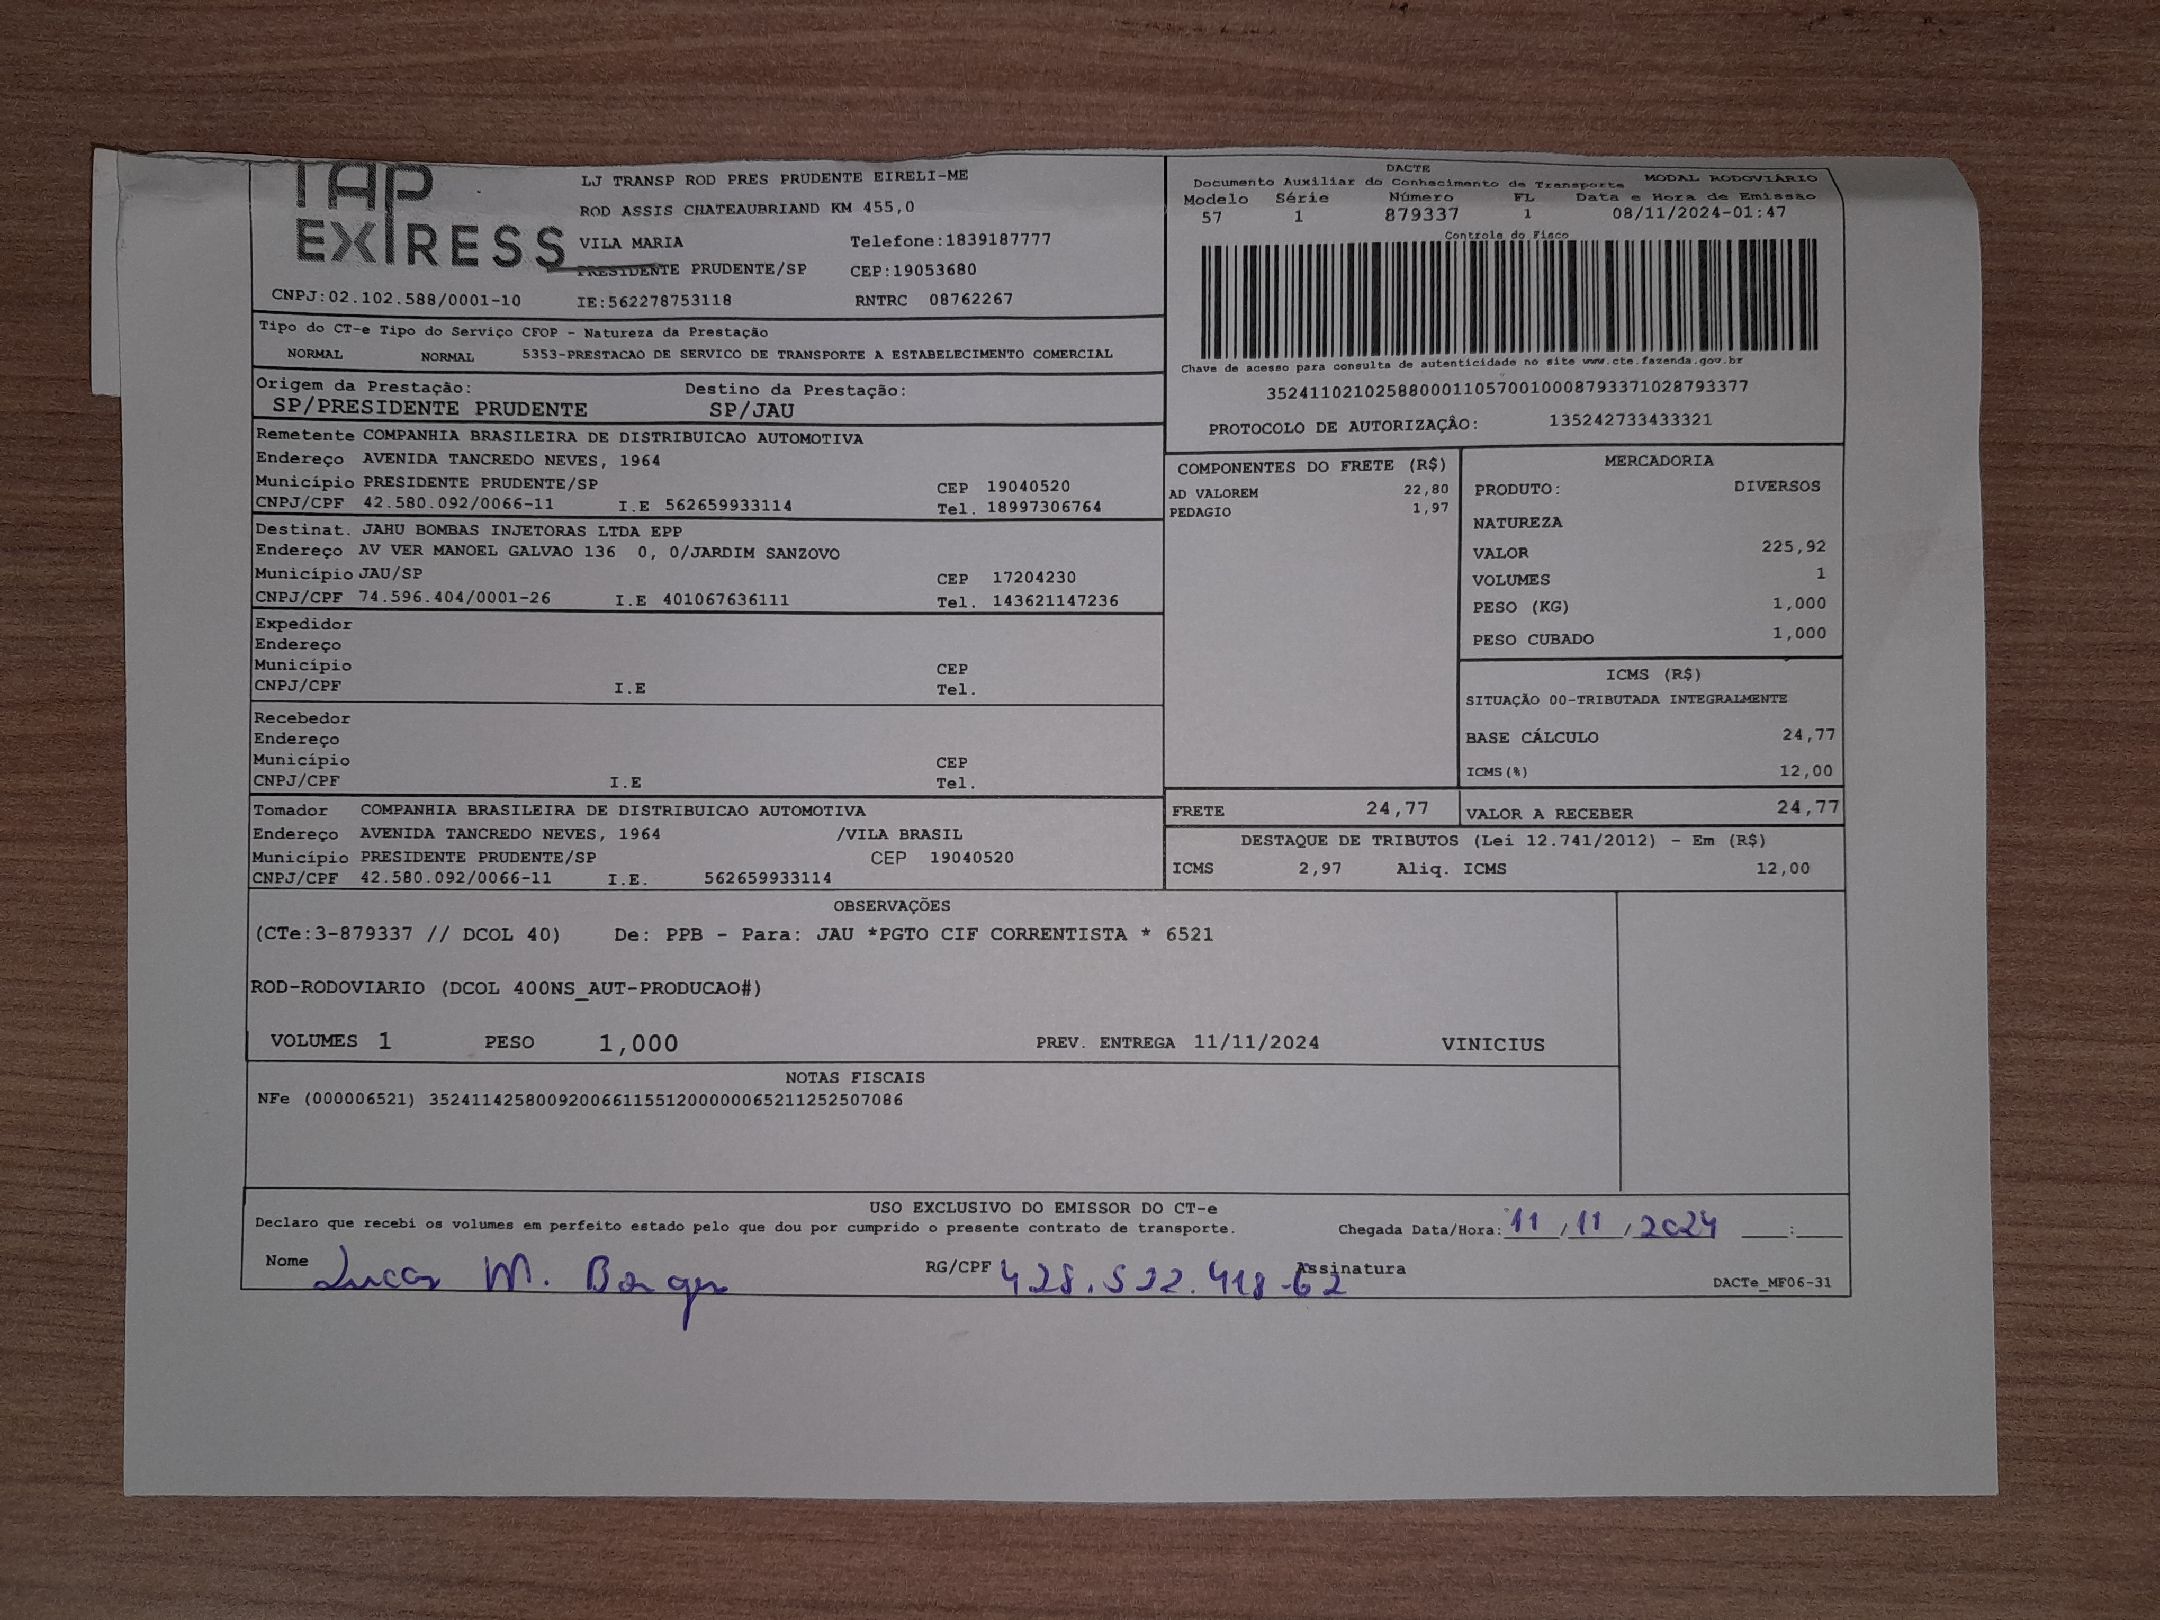 TAP
EXPRESS
LJ TRANSP ROD PRES PRUDENTE EIRELI-ME
ROD ASSIS CHATEAUBRIAND KM 455,0
VILA MARIA Telefone:1839187777
PRESIDENTE PRUDENTE/SP CEP:19053680
CNPJ:02.102.588/0001-10 IE:562278753118 RNTRC 08762267
DACTE
Documento Auxiliar do Conhecimento de Transporte MODAL RODOVIÁRIO
Modelo Série Número FL Data e Hora de Emissão
57 1 879337 1 08/11/2024-01:47
Controle do Fisco
Chave de acesso para consulta de autenticidade no site www.cte.fazenda.gov.br
35241102102588000110570010008793371028793377
PROTOCOLO DE AUTORIZAÇÂO: 135242733433321
Tipo do CT-e Tipo do Serviço CFOP - Natureza da Prestação
NORMAL NORMAL 5353-PRESTACAO DE SERVICO DE TRANSPORTE A ESTABELECIMENTO COMERCIAL
Origem da Prestação: Destino da Prestação:
SP/PRESIDENTE PRUDENTE SP/JAU
Remetente COMPANHIA BRASILEIRA DE DISTRIBUICAO AUTOMOTIVA
Endereço AVENIDA TANCREDO NEVES, 1964
Município PRESIDENTE PRUDENTE/SP CEP 19040520
CNPJ/CPF 42.580.092/0066-11 I.E 562659933114 Tel. 18997306764
Destinat. JAHU BOMBAS INJETORAS LTDA EPP
Endereço AV VER MANOEL GALVAO 136 0, 0/JARDIM SANZOVO
Município JAU/SP CEP 17204230
CNPJ/CPF 74.596.404/0001-26 I.E 401067636111 Tel. 143621147236
Expedidor
Endereço
Município CEP
CNPJ/CPF I.E Tel.
Recebedor
Endereço
Município CEP
CNPJ/CPF I.E Tel.
Tomador COMPANHIA BRASILEIRA DE DISTRIBUICAO AUTOMOTIVA
Endereço AVENIDA TANCREDO NEVES, 1964 /VILA BRASIL
Município PRESIDENTE PRUDENTE/SP CEP 19040520
CNPJ/CPF 42.580.092/0066-11 I.E. 562659933114
COMPONENTES DO FRETE (R$)
AD VALOREM 22,80
PEDAGIO 1,97
MERCADORIA
PRODUTO: DIVERSOS
NATUREZA
VALOR 225,92
VOLUMES 1
PESO (KG) 1,000
PESO CUBADO 1,000
ICMS (R$)
SITUAÇÃO 00-TRIBUTADA INTEGRALMENTE
BASE CÁLCULO 24,77
ICMS(%) 12,00
FRETE 24,77 VALOR A RECEBER 24,77
DESTAQUE DE TRIBUTOS (Lei 12.741/2012) - Em (R$)
ICMS 2,97 Aliq. ICMS 12,00
OBSERVAÇÕES
(CTe:3-879337 // DCOL 40) De: PPB - Para: JAU *PGTO CIF CORRENTISTA * 6521
ROD-RODOVIARIO (DCOL 400NS_AUT-PRODUCAO#)
VOLUMES 1 PESO 1,000 PREV. ENTREGA 11/11/2024 VINICIUS
NOTAS FISCAIS
NFe (000006521) 35241142580092006611551200000065211252507086
USO EXCLUSIVO DO EMISSOR DO CT-e
Declaro que recebi os volumes em perfeito estado pelo que dou por cumprido o presente contrato de transporte. Chegada Data/Hora: 11/11/2024 :
Nome Lucas M. Borges RG/CPF 428.522.418-62 Assinatura
DACTe_MF06-31